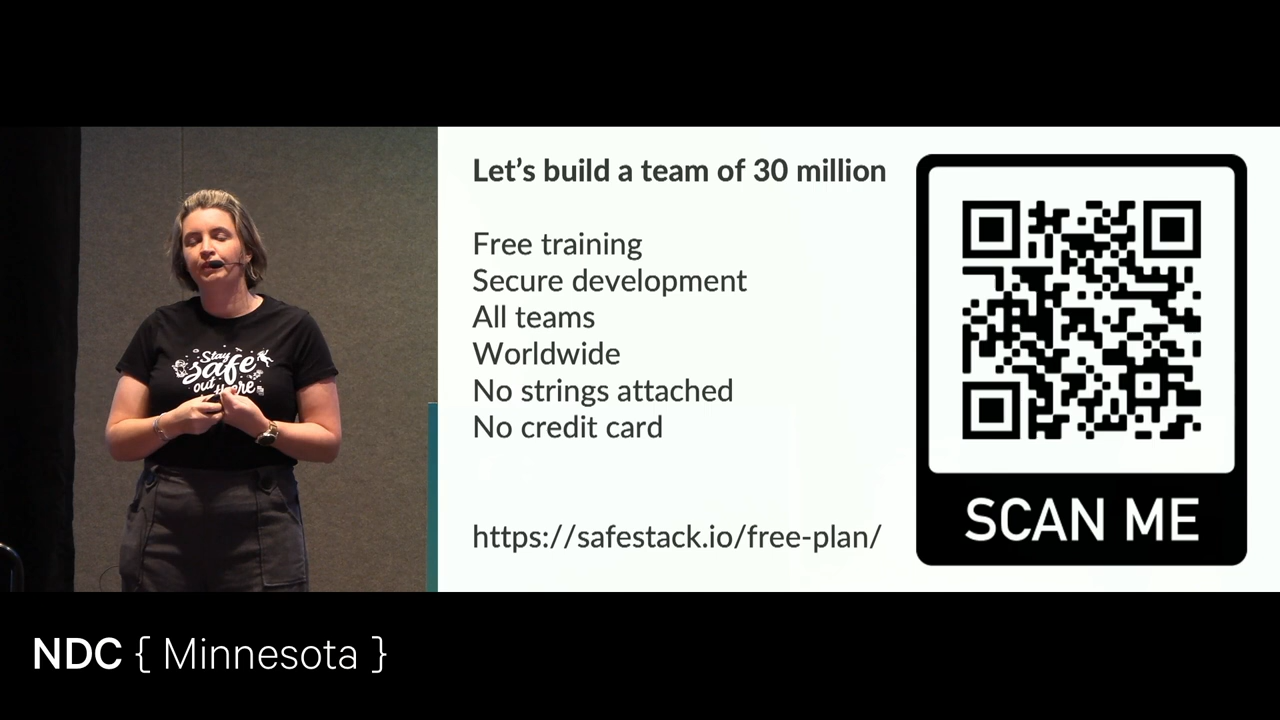 Let's build a team of 30 million
Free training
Secure development
All teams
Worldwide
No strings attached
No credit card
https://safestack.io/free-plan/
SCAN ME
Stay
safe
out there
NDC { Minnesota }